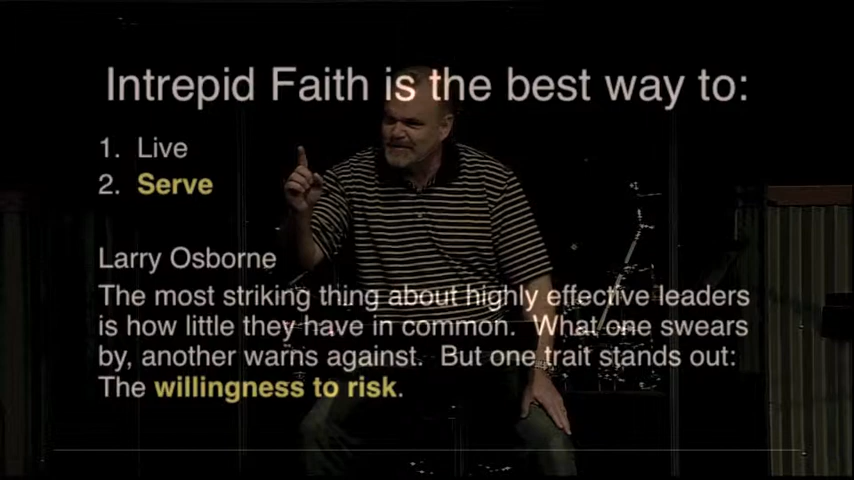 Intrepid Faith is the best way to:
1. Live
2. Serve
Larry Osborne
The most striking thing about highly effective leaders
is how little they have in common. What one swears
by, another warns against. But one trait stands out:
The willingness to risk.